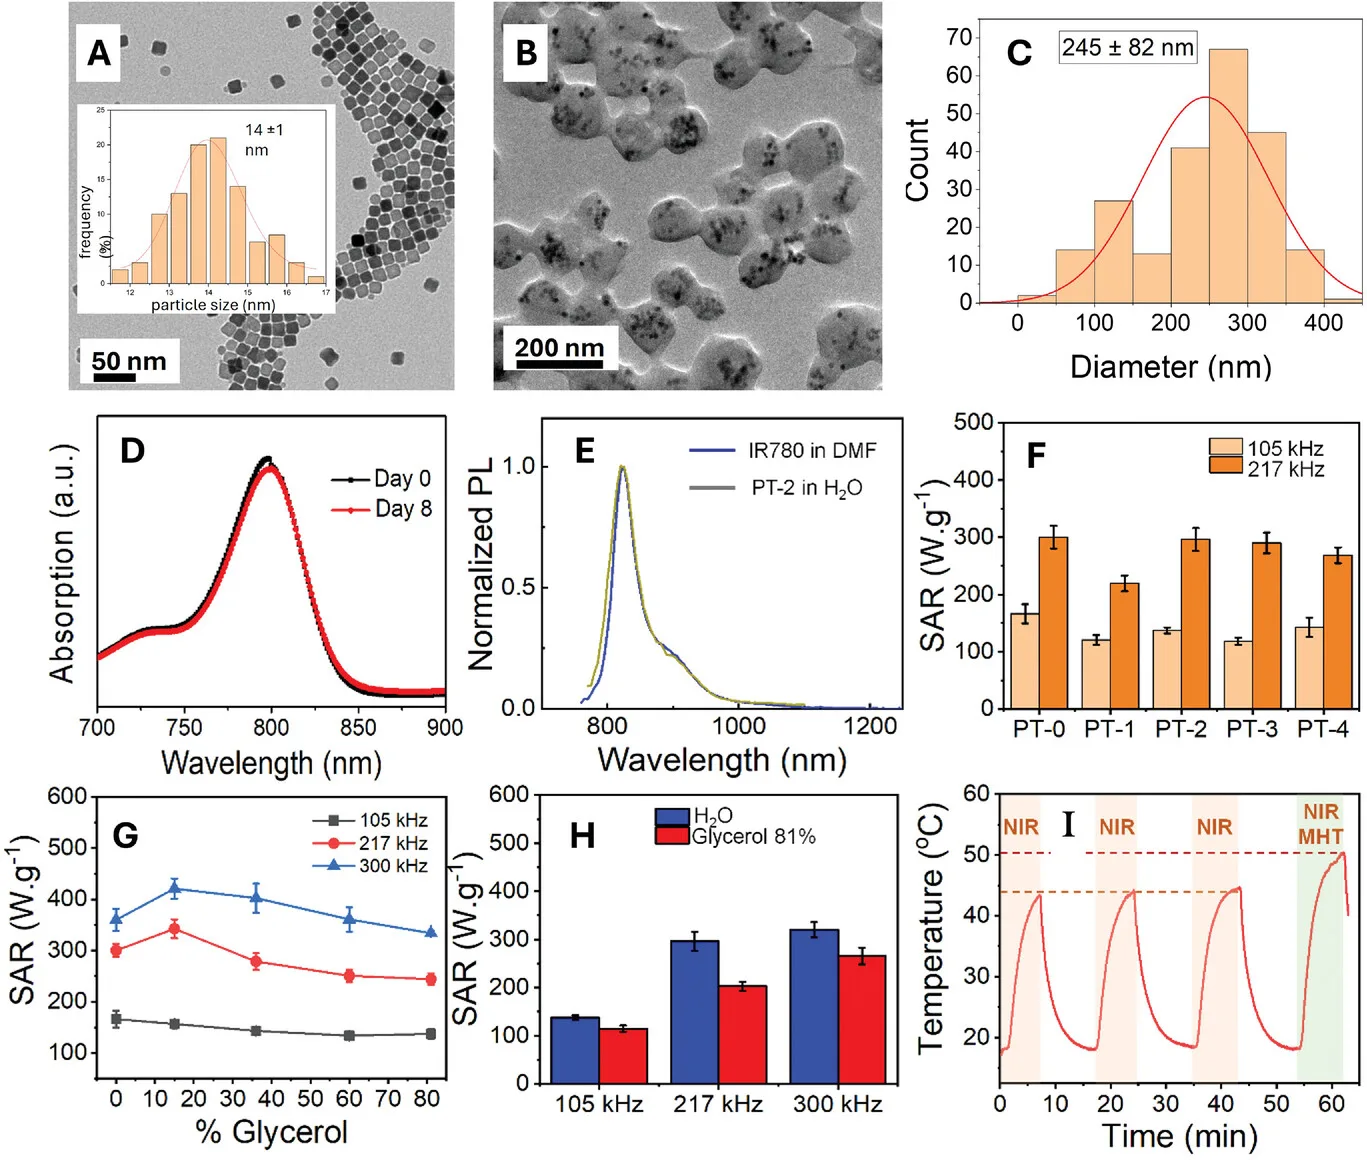 A
14 ±1
nm
25
20
15
10
5
0
frequency
(%)
12 13 14 15 16 17
particle size (nm)
50 nm
B
200 nm
C
245 ± 82 nm
70
60
50
40
30
20
10
0
Count
0 100 200 300 400
Diameter (nm)
D
Day 0
Day 8
Absorption (a.u.)
700 750 800 850 900
Wavelength (nm)
E
IR780 in DMF
PT-2 in H₂O
1.0
0.5
0.0
Normalized PL
800 1000 1200
Wavelength (nm)
F
105 kHz
217 kHz
500
400
300
200
100
0
SAR (W.g⁻¹)
PT-0 PT-1 PT-2 PT-3 PT-4
G
105 kHz
217 kHz
300 kHz
600
500
400
300
200
100
SAR (W.g⁻¹)
0 10 20 30 40 50 60 70 80
% Glycerol
H
H₂O
Glycerol 81%
600
500
400
300
200
100
0
SAR (W.g⁻¹)
105 kHz 217 kHz 300 kHz
I
NIR NIR NIR NIR
MHT
60
50
40
30
20
Temperature (°C)
0 10 20 30 40 50 60
Time (min)